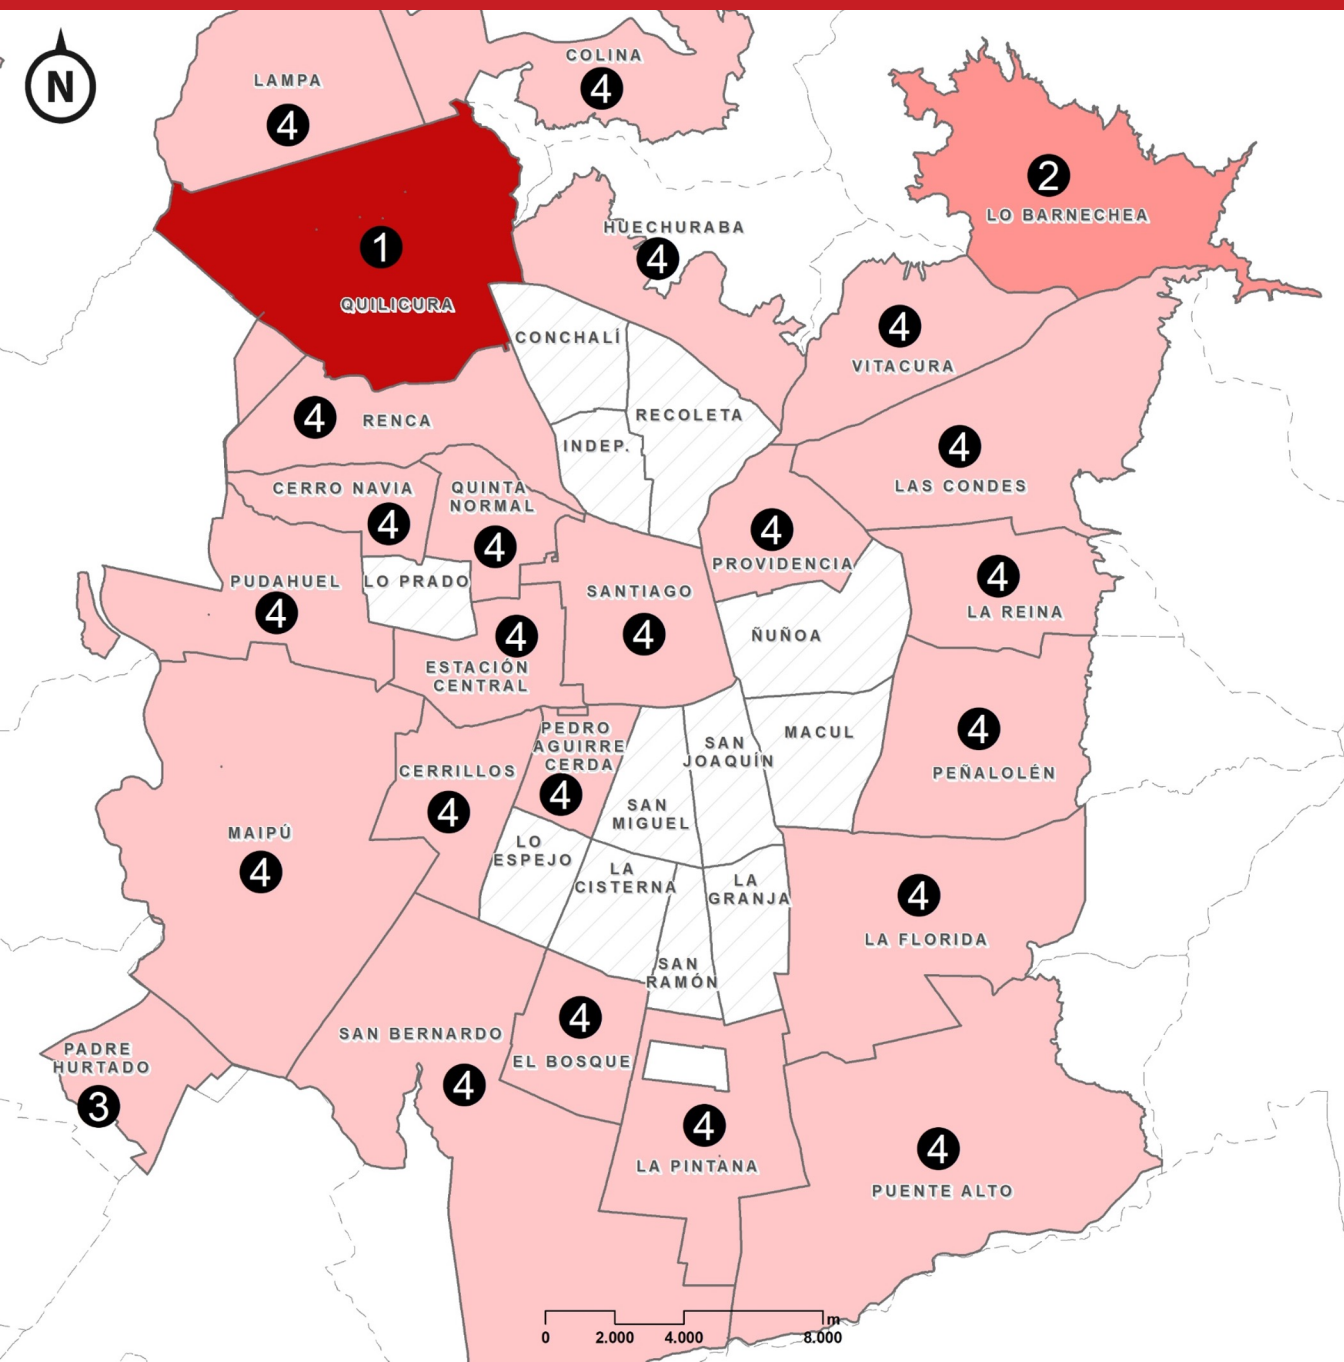 N
COLINA
4
LAMPA
4
2
LO BARNECHEA
HUECHURABA
4
1
QUILICURA
CONCHALÍ
4
VITACURA
4
RENCA
RECOLETA
INDEP.
4
LAS CONDES
CERRO NAVIA
4
QUINTA
NORMAL
4
4
PROVIDENCIA
PUDAHUEL
4
LO PRADO
SANTIAGO
4
4
LA REINA
4
ESTACIÓN
CENTRAL
ÑUÑOA
PEDRO
AGUIRRE
CERDA
4
SAN
JOAQUÍN
MACUL
4
PEÑALOLÉN
CERRILLOS
4
SAN
MIGUEL
MAIPÚ
4
LO
ESPEJO
LA
CISTERNA
LA
GRANJA
4
LA FLORIDA
SAN
RAMÓN
SAN BERNARDO
4
4
EL BOSQUE
PADRE
HURTADO
3
4
LA PINTANA
4
PUENTE ALTO
m
0 2.000 4.000 8.000